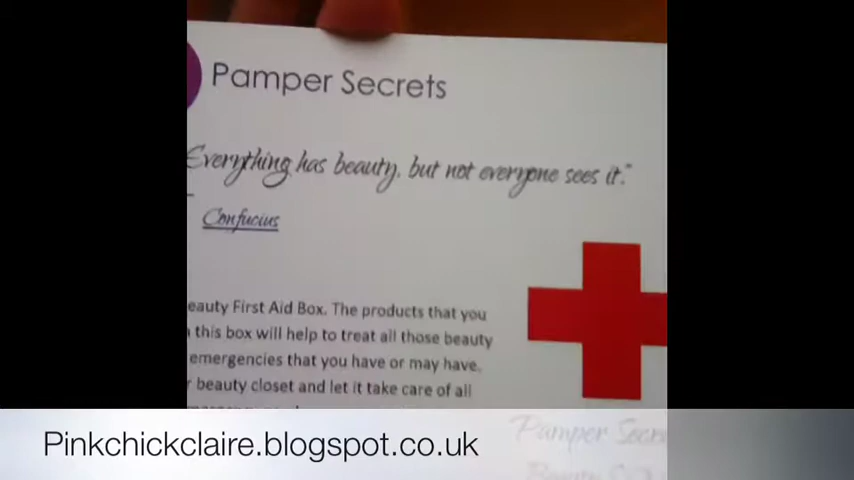 Pamper Secrets
Everything has beauty, but not everyone sees it."
Confucius
eauty First Aid Box. The products that you
this box will help to treat all those beauty
emergencies that you have or may have.
beauty closet and let it take care of all
Pamper Secre
Pinkchickclaire.blogspot.co.uk